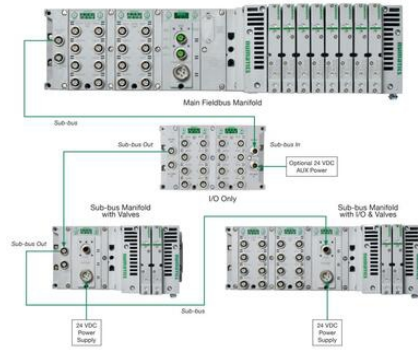 numatics
numatics
Main Fieldbus Manifold
Sub-bus
Sub-bus Out
Sub-bus In
Optional 24 VDC
AUX Power
I/O Only
Sub-bus Manifold
with Valves
Sub-bus Manifold
with I/O & Valves
Sub-bus Out
Sub-bus
24 VDC
Power
Supply
24 VDC
Power
Supply